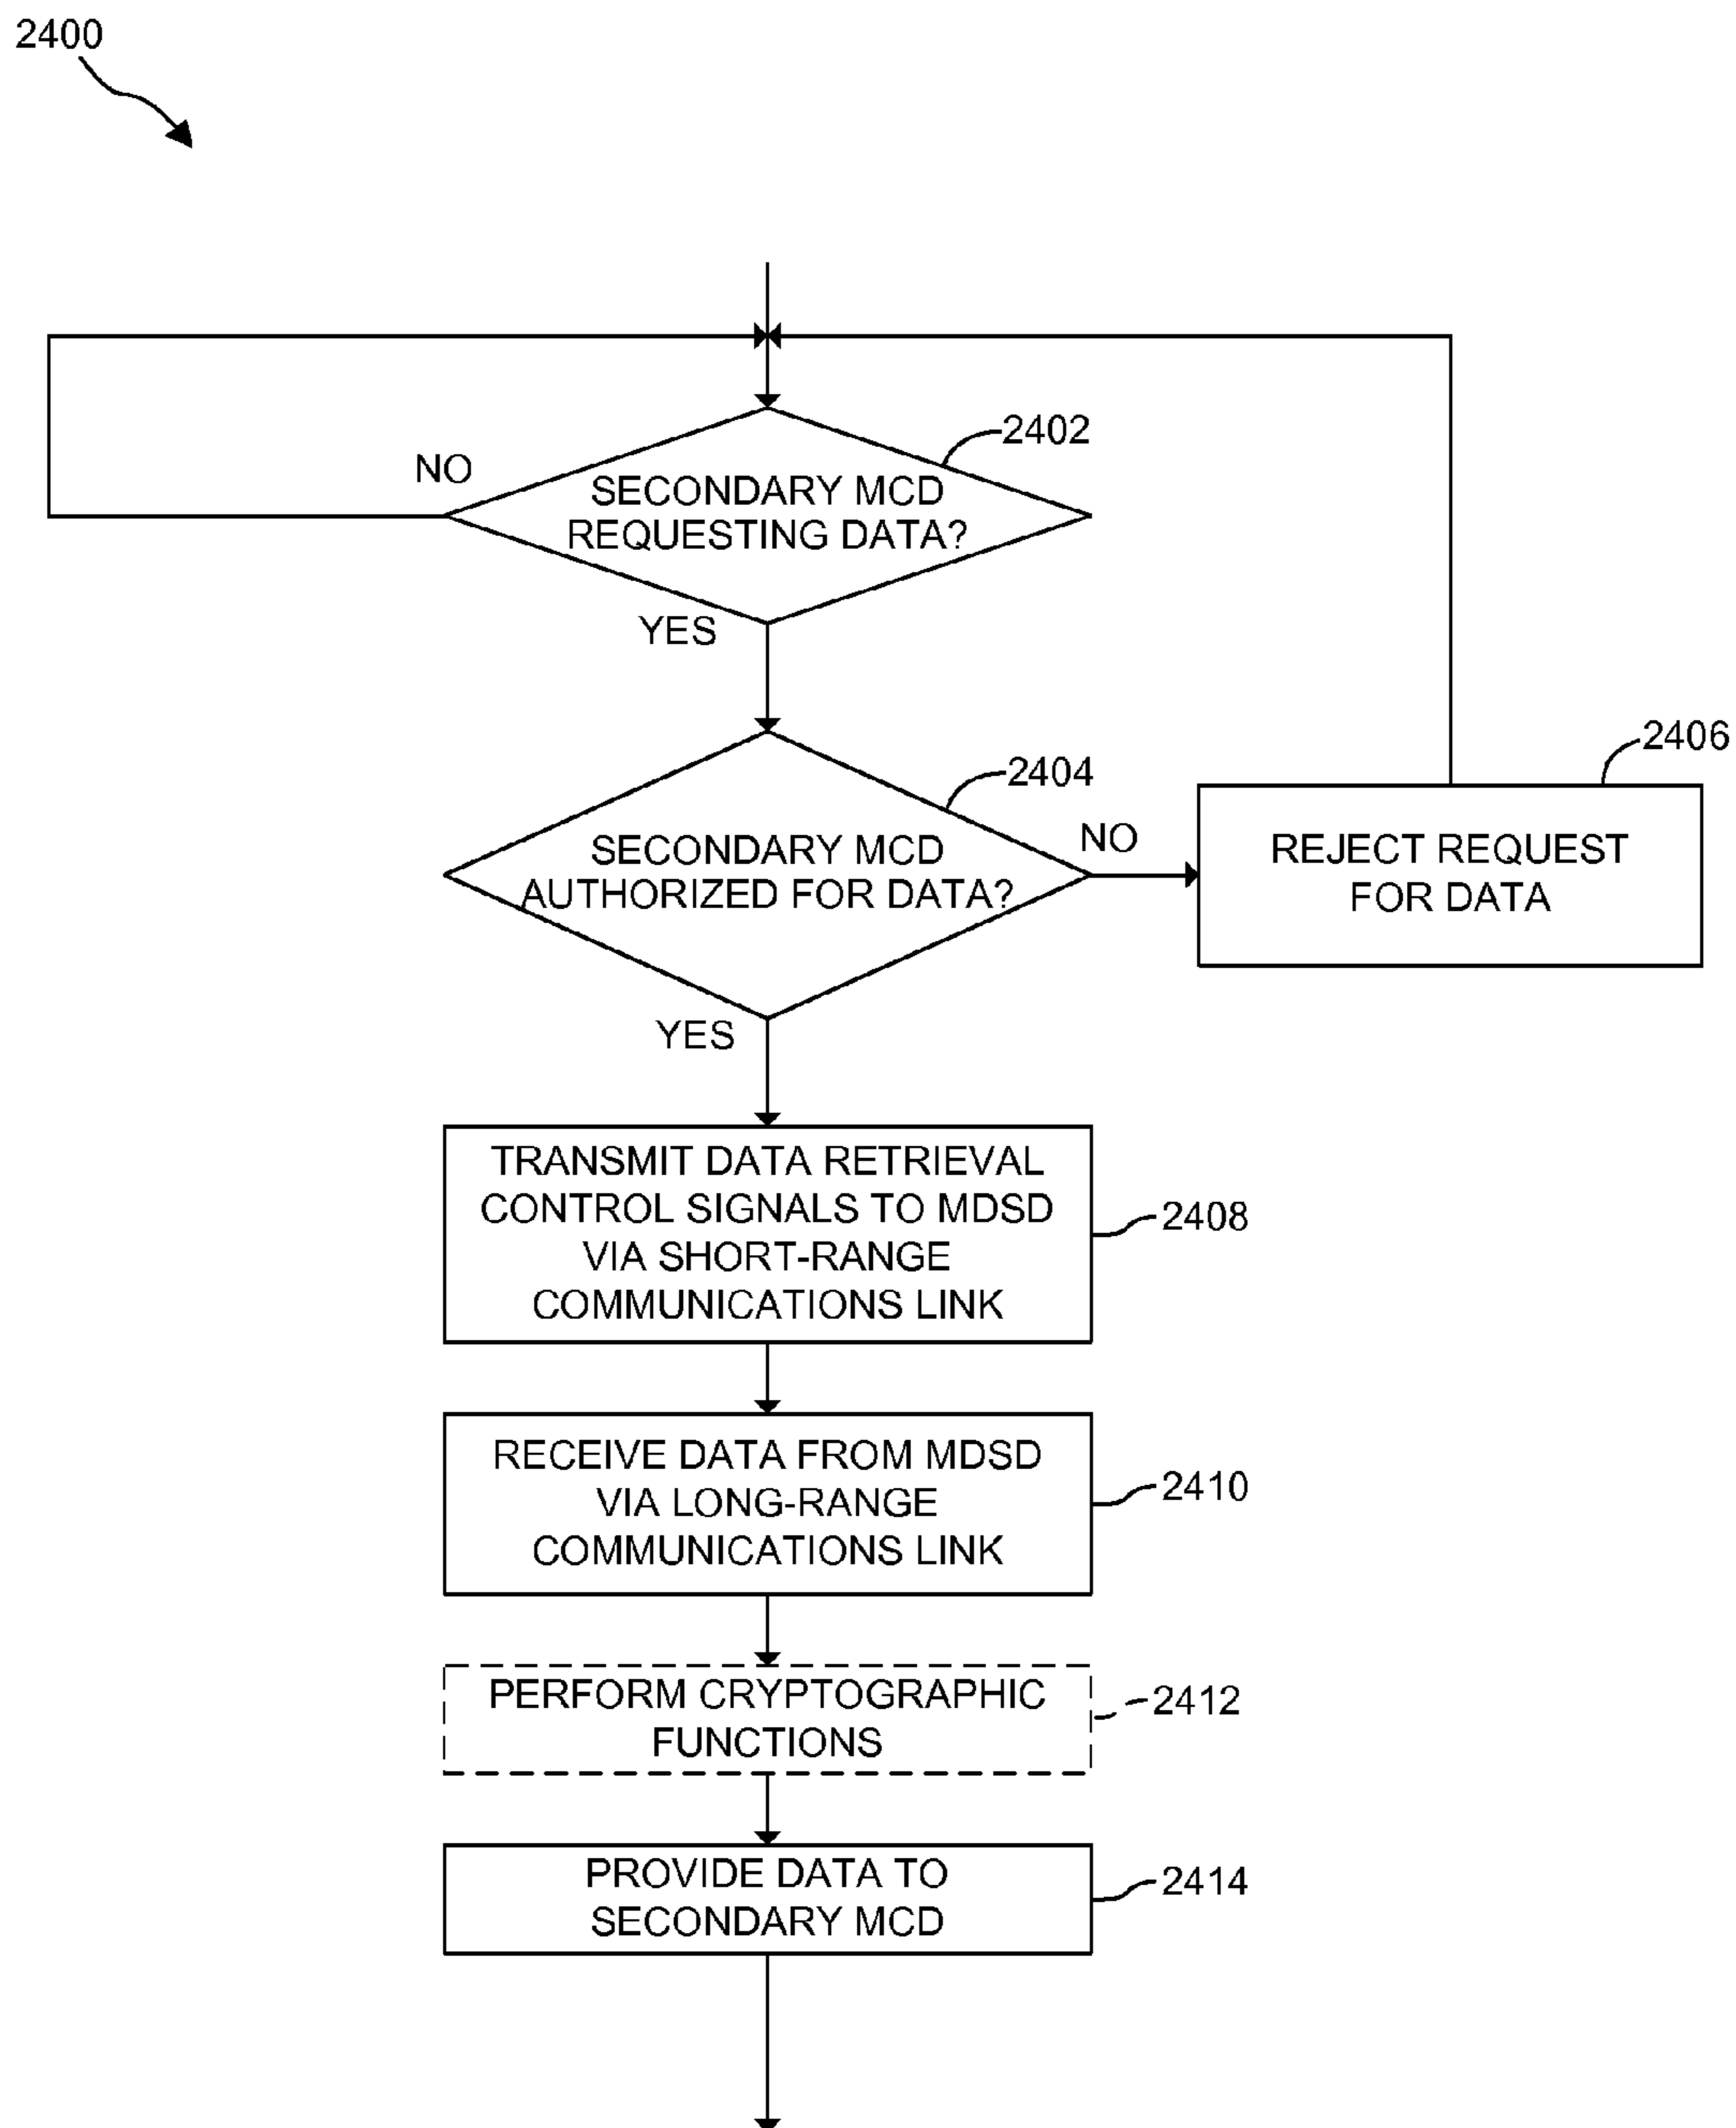 2400
2402
NO
SECONDARY MCD
REQUESTING DATA?
YES
2404
2406
SECONDARY MCD
AUTHORIZED FOR DATA?
NO
REJECT REQUEST
FOR DATA
YES
TRANSMIT DATA RETRIEVAL
CONTROL SIGNALS TO MDSD
VIA SHORT-RANGE
COMMUNICATIONS LINK
2408
RECEIVE DATA FROM MDSD
VIA LONG-RANGE
COMMUNICATIONS LINK
2410
PERFORM CRYPTOGRAPHIC
FUNCTIONS
2412
PROVIDE DATA TO
SECONDARY MCD
2414